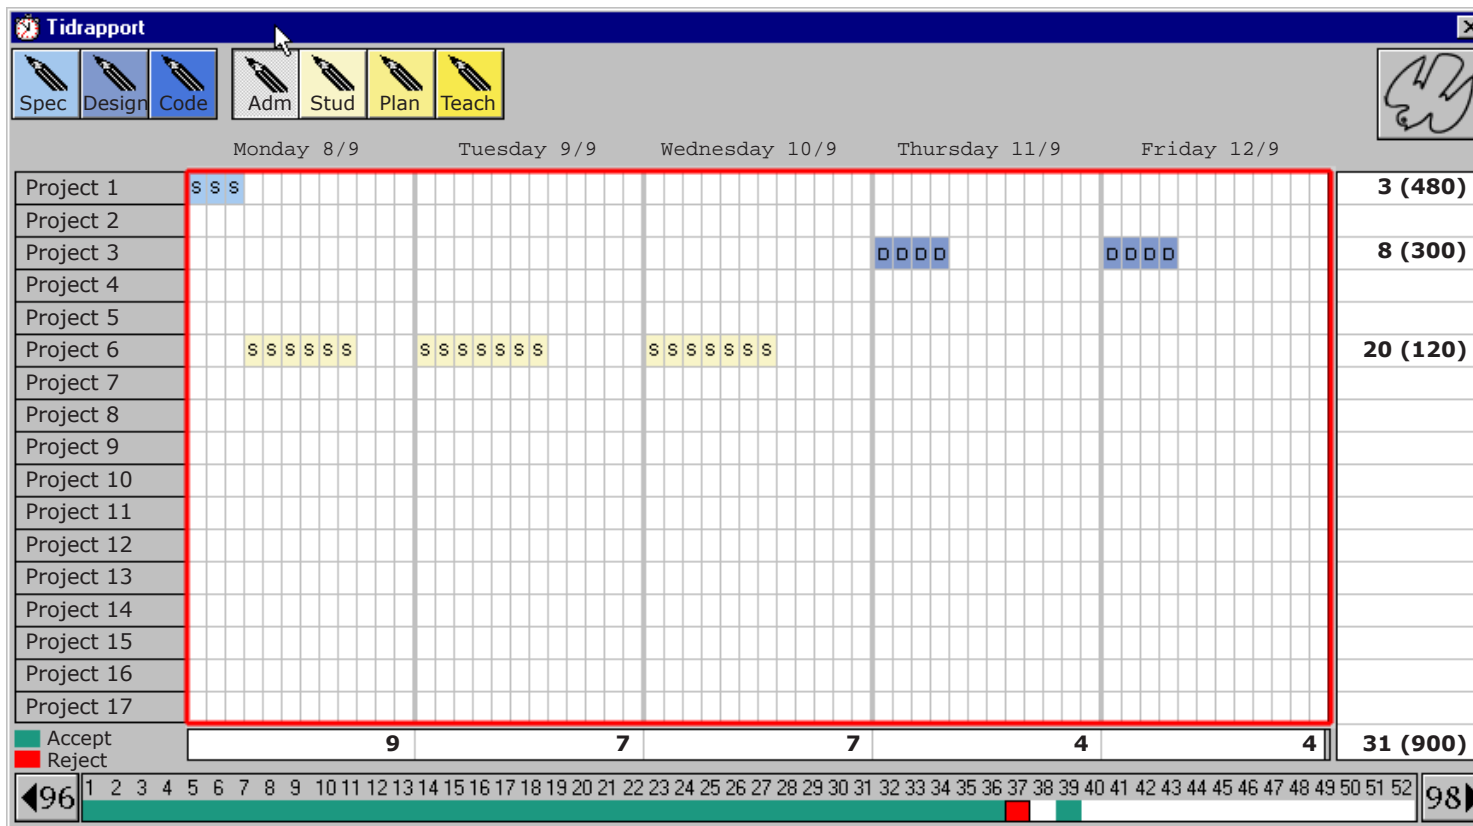 Tidrapport
Spec Design Code Adm Stud Plan Teach
Monday 8/9 Tuesday 9/9 Wednesday 10/9 Thursday 11/9 Friday 12/9
Project 1 S S S 3 (480)
Project 2
Project 3 D D D D D D D D 8 (300)
Project 4
Project 5
Project 6 S S S S S S S S S S S S S S S S S S S S 20 (120)
Project 7
Project 8
Project 9
Project 10
Project 11
Project 12
Project 13
Project 14
Project 15
Project 16
Project 17
Accept
9 7 7 4 4 31 (900)
Reject
96 1 2 3 4 5 6 7 8 9 10 11 12 13 14 15 16 17 18 19 20 21 22 23 24 25 26 27 28 29 30 31 32 33 34 35 36 37 38 39 40 41 42 43 44 45 46 47 48 49 50 51 52 98